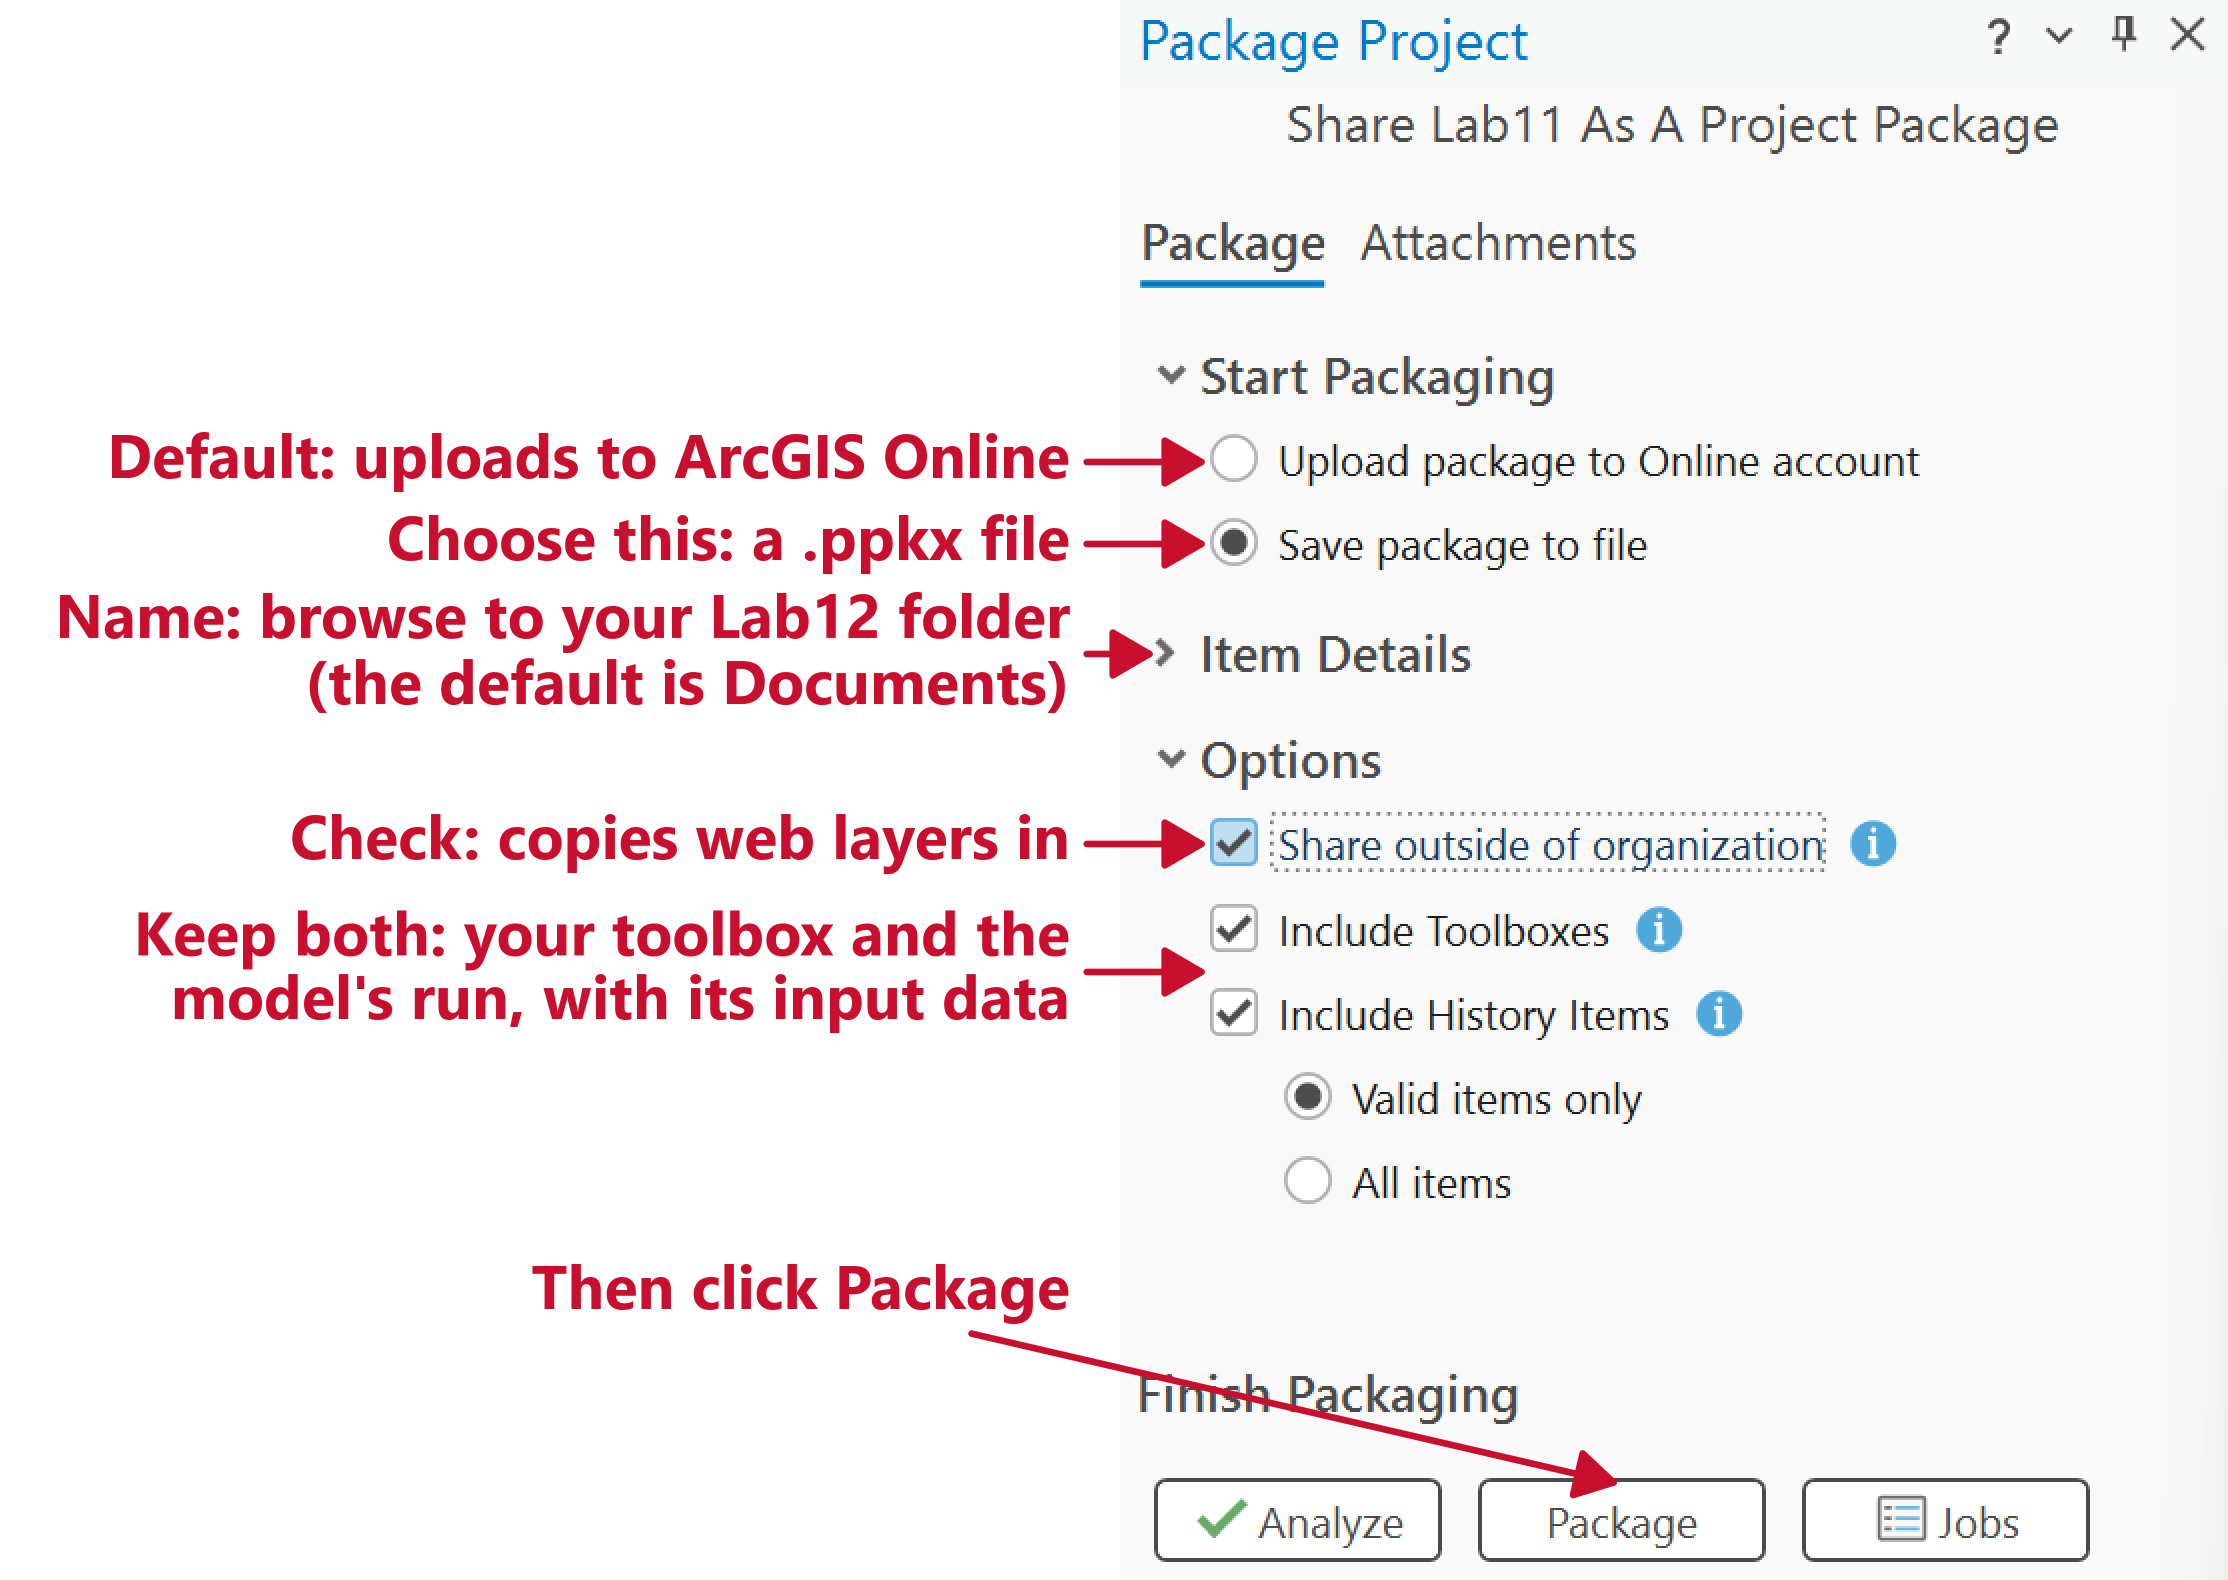 Package Project
?
Share Lab11 As A Project Package
Package Attachments
Start Packaging
Default: uploads to ArcGIS Online
Upload package to Online account
Choose this: a .ppkx file
Save package to file
Name: browse to your Lab12 folder
(the default is Documents)
Item Details
Options
Check: copies web layers in
Share outside of organization
Keep both: your toolbox and the
model's run, with its input data
Include Toolboxes
Include History Items
Valid items only
All items
Then click Package
Finish Packaging
Analyze
Package
Jobs